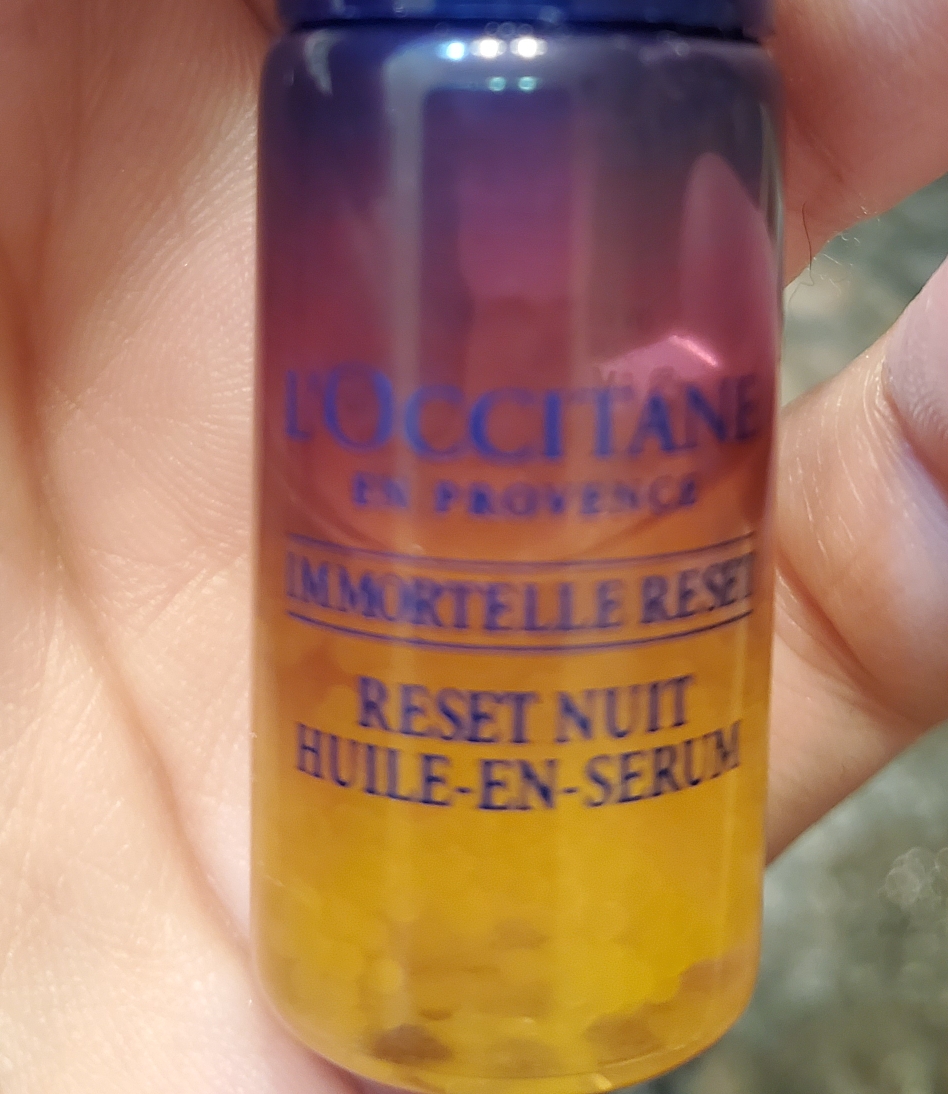 L'OCCITANE
EN PROVENCE
IMMORTELLE RESET
RESET NUIT
HUILE-EN-SERUM